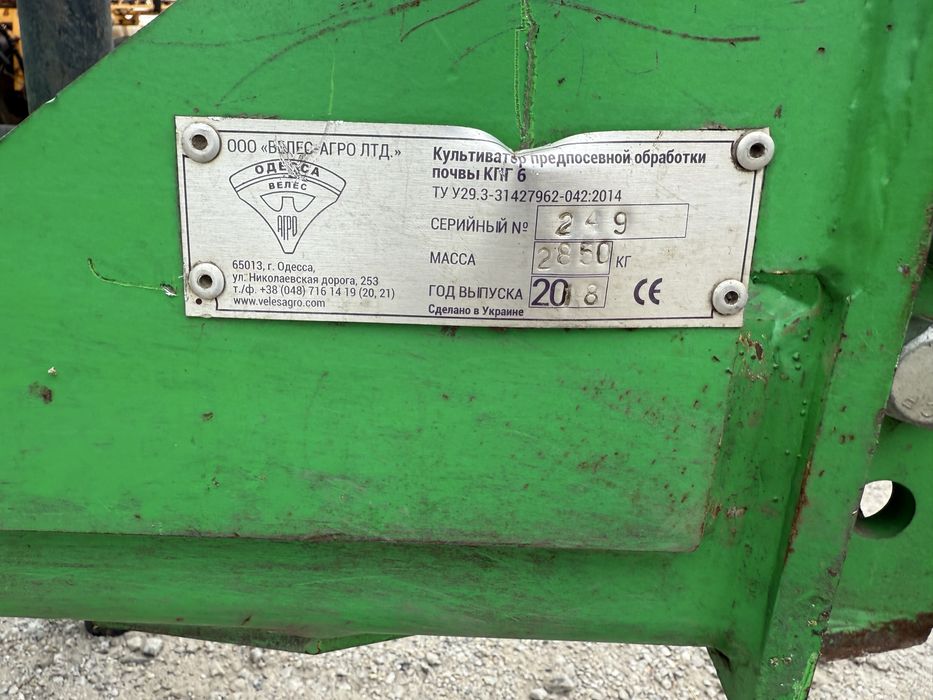 ООО «ВЕЛЕС-АГРО ЛТД.»
ОДЕССА
ВЕЛЕС
АГРО
65013, г. Одесса,
ул. Николаевская дорога, 253
т./ф. +38 (048) 716 14 19 (20, 21)
www.velesagro.com
Культиватор предпосевной обработки
почвы КПГ 6
ТУ У29.3-31427962-042:2014
СЕРИЙНЫЙ № 249
МАССА 2850 КГ
ГОД ВЫПУСКА 2018 CE
Сделано в Украине